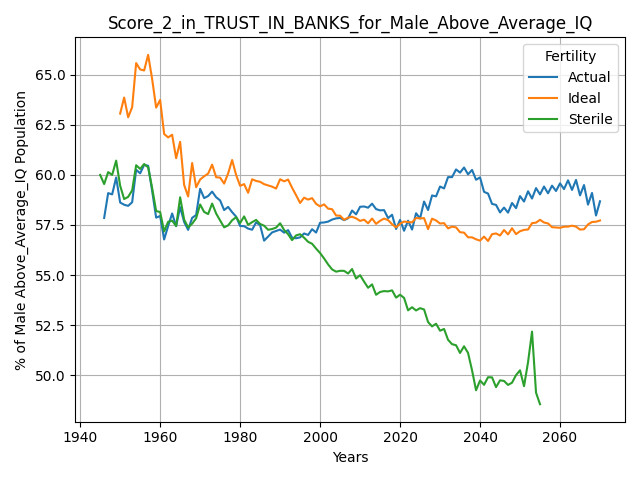 Score_2_in_TRUST_IN_BANKS_for_Male_Above_Average_IQ
Fertility
Actual
Ideal
Sterile
% of Male Above_Average_IQ Population
65.0
62.5
60.0
57.5
55.0
52.5
50.0
1940 1960 1980 2000 2020 2040 2060
Years